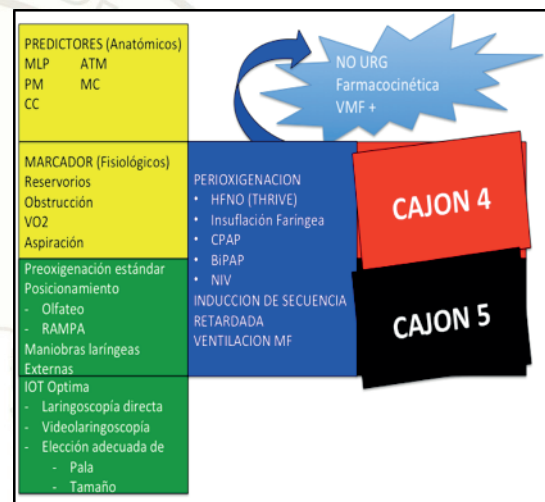 PREDICTORES (Anatómicos)
MLP ATM
PM MC
CC
NO URG
Farmacocinética
VMF +
MARCADOR (Fisiológicos)
Reservorios
Obstrucción
VO2
Aspiración
Preoxigenación estándar
Posicionamiento
- Olfateo
- RAMPA
Maniobras laríngeas
Externas
IOT Optima
- Laringoscopía directa
- Videolaringoscopía
- Elección adecuada de
- Pala
- Tamaño
PERIOXIGENACION
• HFNO (THRIVE)
• Insuflación Faríngea
• CPAP
• BiPAP
• NIV
INDUCCION DE SECUENCIA
RETARDADA
VENTILACION MF
CAJON 4
CAJON 5